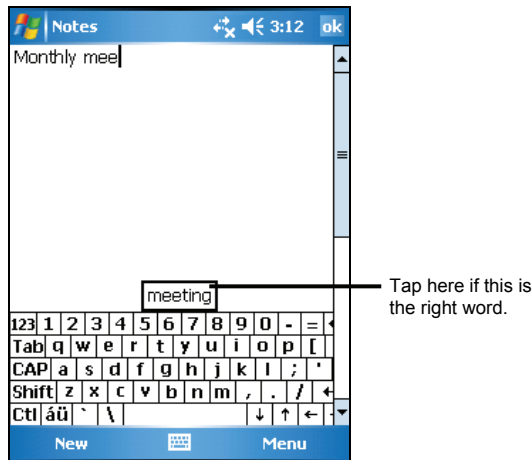 Notes 3:12 ok
Monthly mee
meeting
Tap here if this is
the right word.
123 1 2 3 4 5 6 7 8 9 0 - =
Tab q w e r t y u i o p [
CAP a s d f g h j k l ; '
Shift z x c v b n m , . /
Ctl áü ` \ ↓ ↑ ←
New Menu